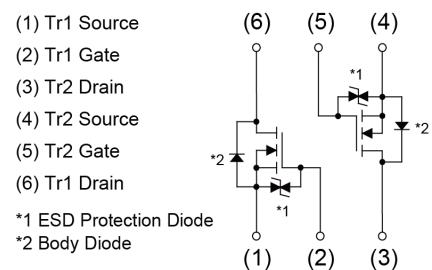 (1) Tr1 Source
(2) Tr1 Gate
(3) Tr2 Drain
(4) Tr2 Source
(5) Tr2 Gate
(6) Tr1 Drain
*1 ESD Protection Diode
*2 Body Diode
(6) (5) (4)
*1
*2
*2
*1
(1) (2) (3)